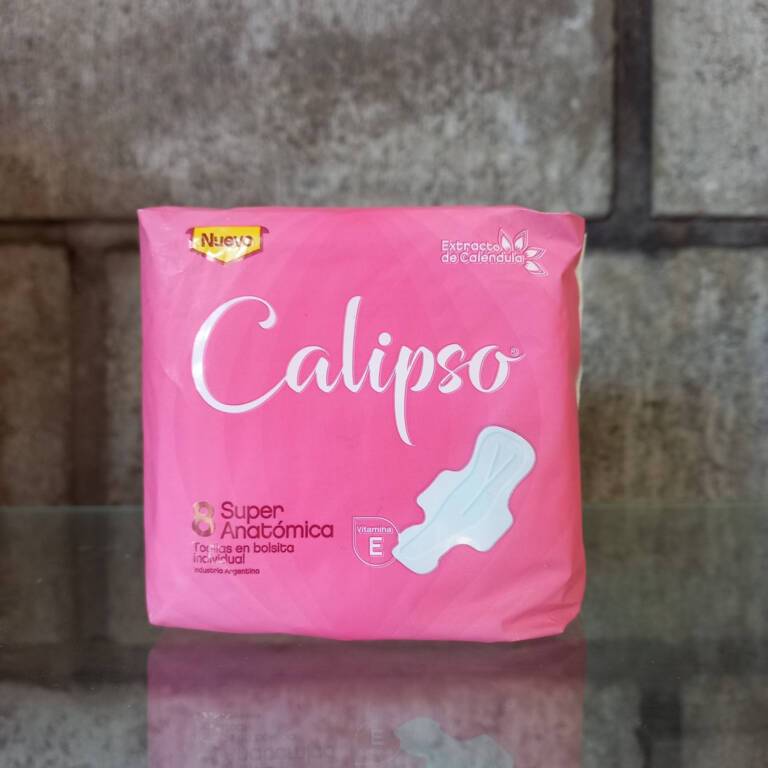 Nuevo
Extracto
de Caléndula
Calipso®
8 Super
Anatómica
Toallas en bolsita
individual
Industria Argentina
Vitamina
E